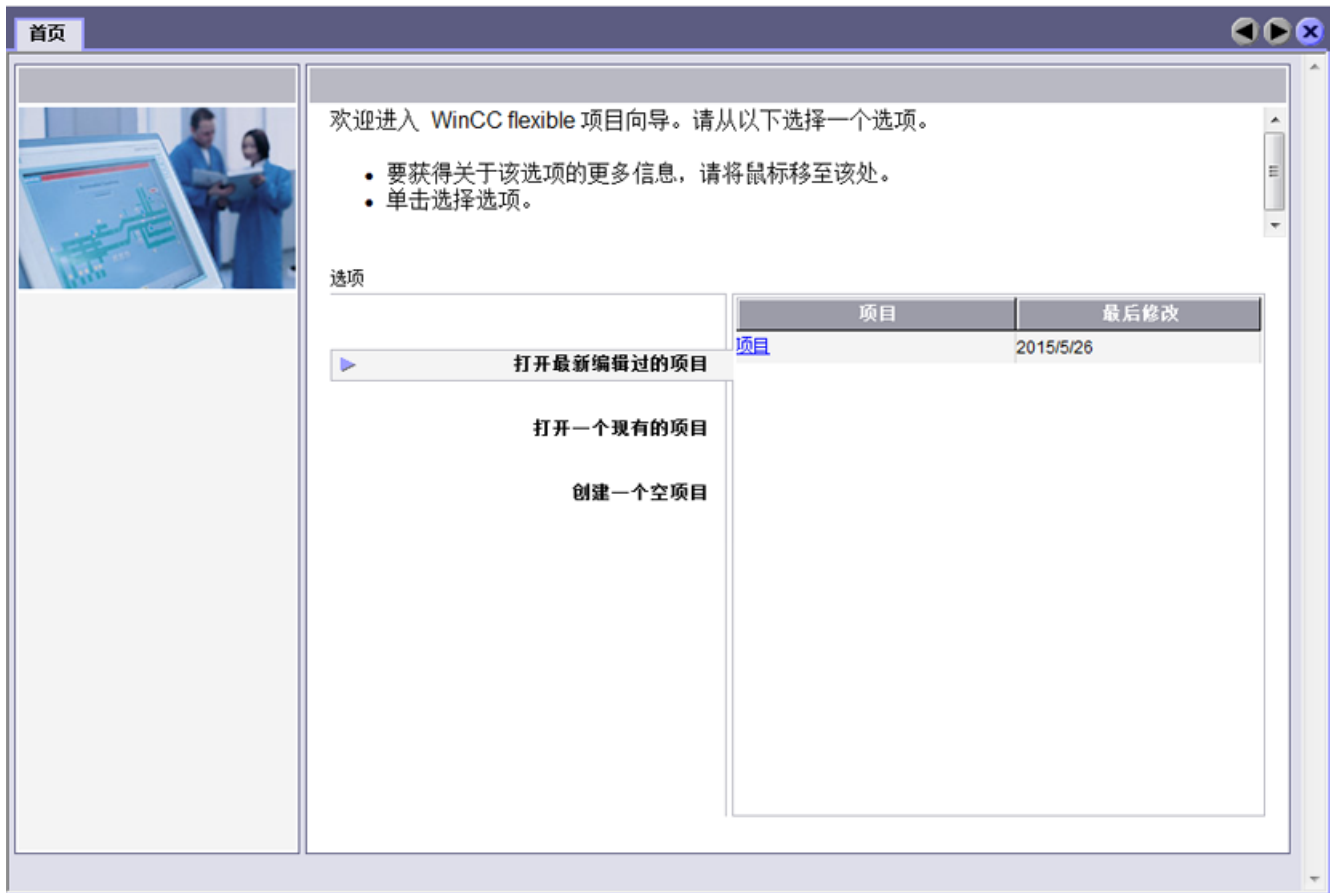 首页
欢迎进入 WinCC flexible 项目向导。请从以下选择一个选项。
• 要获得关于该选项的更多信息，请将鼠标移至该处。
• 单击选择选项。
选项
项目 最后修改
项目 2015/5/26
打开最新编辑过的项目
打开一个现有的项目
创建一个空项目